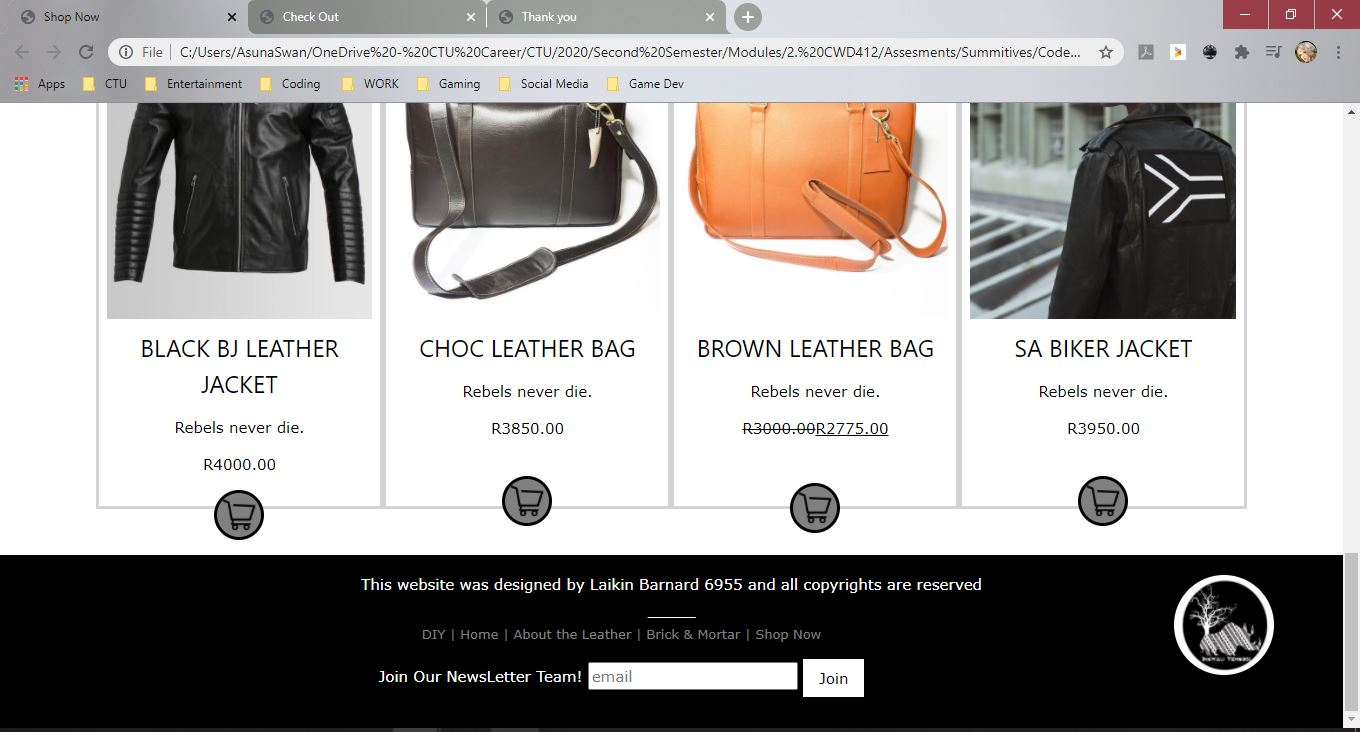 Shop Now
Check Out
Thank you
File | C:/Users/AsunaSwan/OneDrive%20-%20CTU%20Career/CTU/2020/Second%20Semester/Modules/2.%20CWD412/Assesments/Summitives/Code...
Apps CTU Entertainment Coding WORK Gaming Social Media Game Dev
BLACK BJ LEATHER
JACKET
Rebels never die.
R4000.00
CHOC LEATHER BAG
Rebels never die.
R3850.00
BROWN LEATHER BAG
Rebels never die.
R3000.00R2775.00
SA BIKER JACKET
Rebels never die.
R3950.00
This website was designed by Laikin Barnard 6955 and all copyrights are reserved
DIY | Home | About the Leather | Brick & Mortar | Shop Now
Join Our NewsLetter Team! email Join